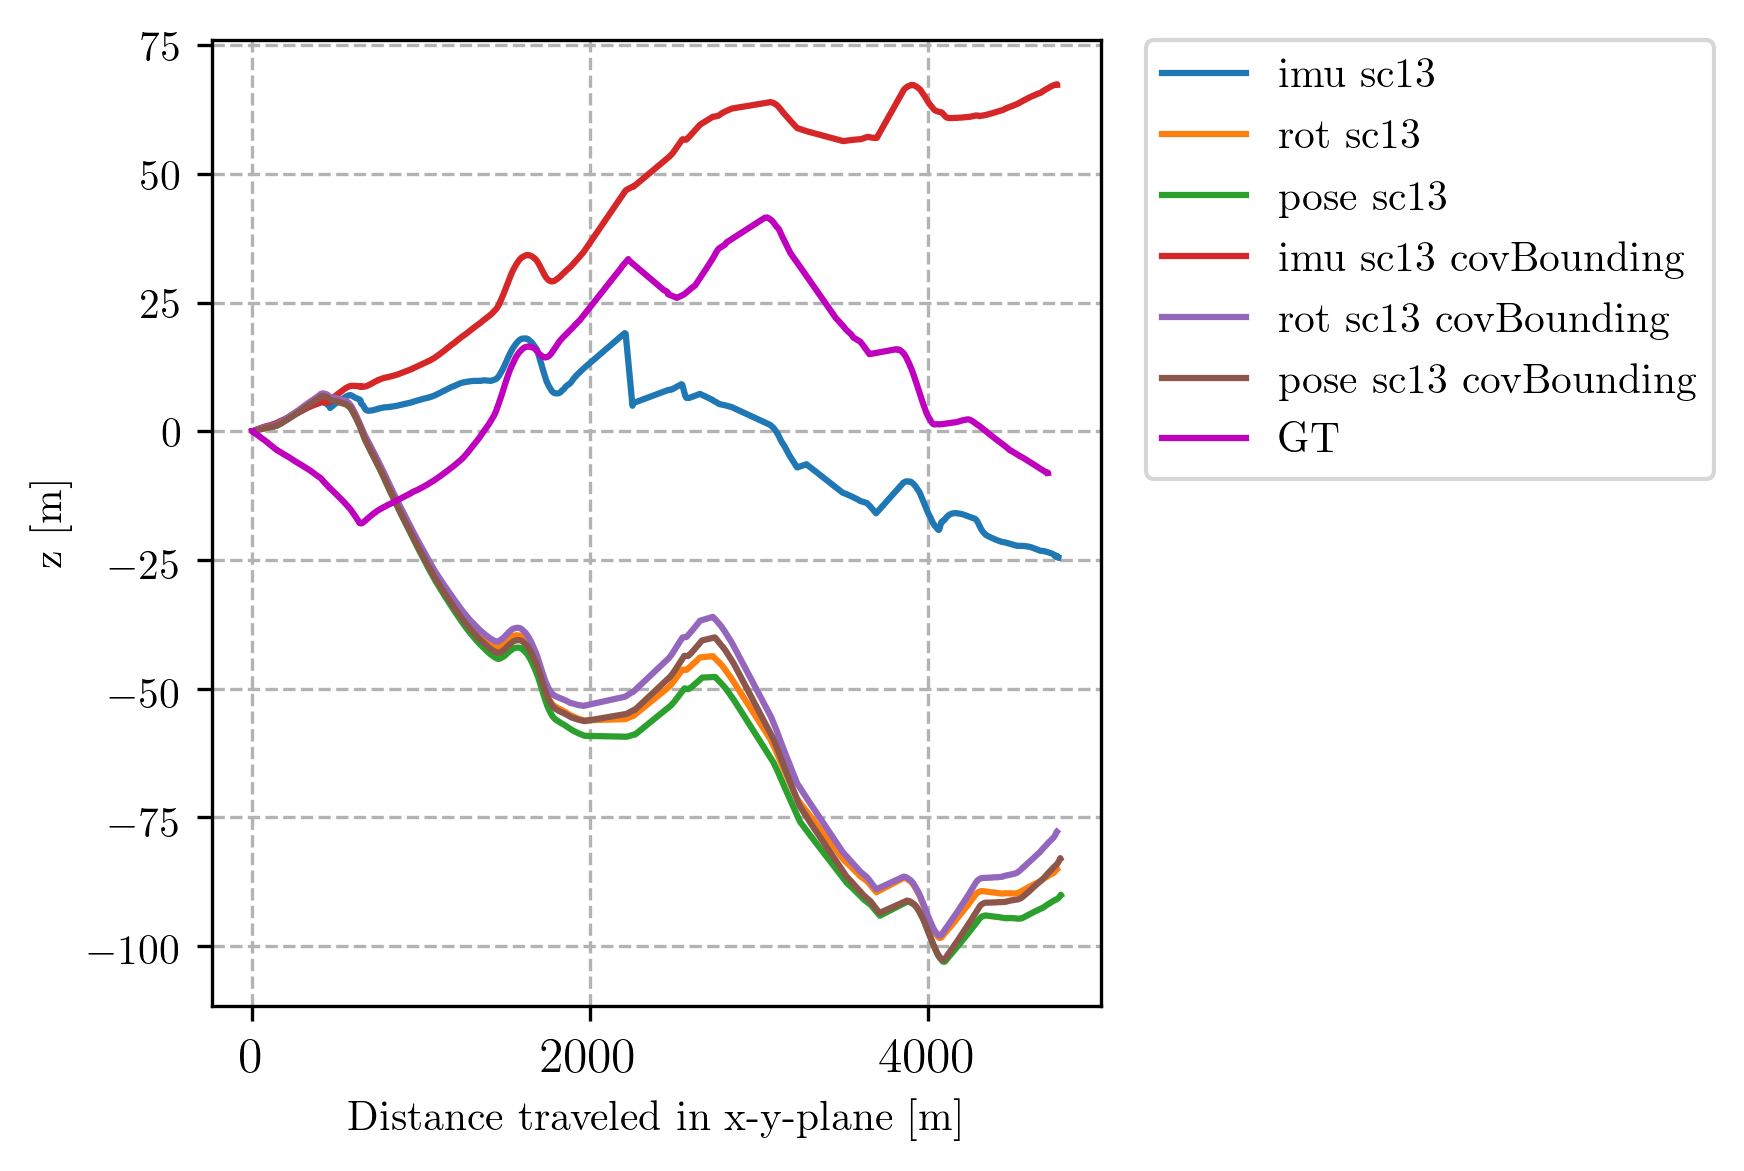 75
50
25
0
−25
−50
−75
−100
z [m]
0 2000 4000
Distance traveled in x-y-plane [m]
imu sc13
rot sc13
pose sc13
imu sc13 covBounding
rot sc13 covBounding
pose sc13 covBounding
GT